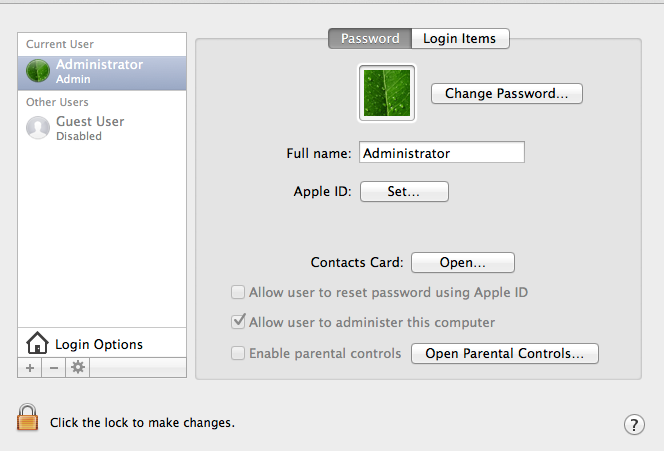 Password
Login Items
Current User
Administrator
Admin
Other Users
Guest User
Disabled
Change Password...
Full name: Administrator
Apple ID: Set...
Contacts Card: Open...
Allow user to reset password using Apple ID
Allow user to administer this computer
Enable parental controls Open Parental Controls...
Login Options
+ −
Click the lock to make changes.
?